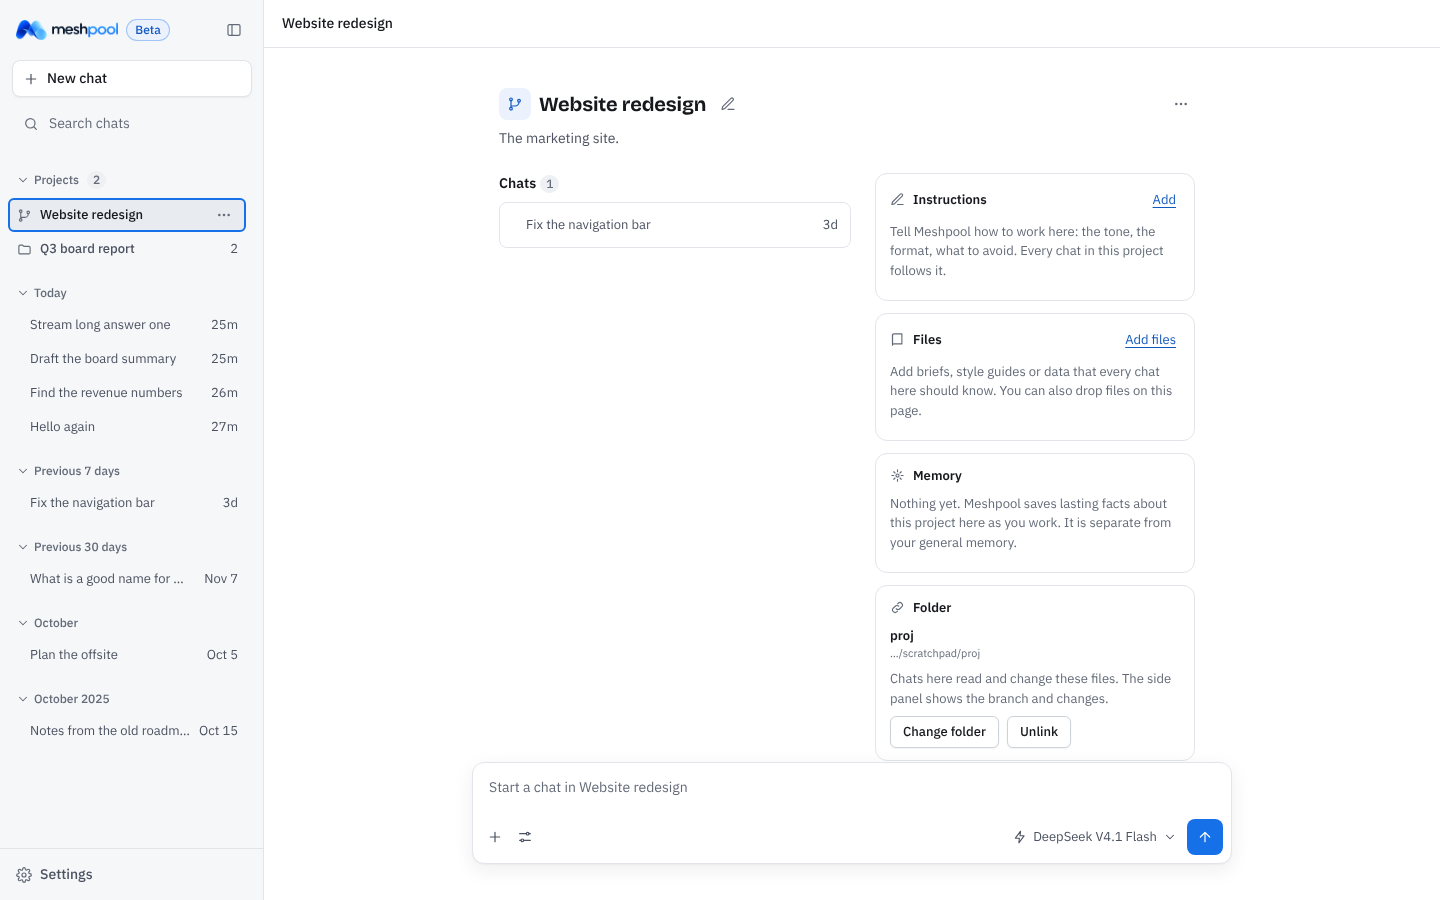 meshpool Beta
New chat
Search chats
Projects 2
Website redesign
Q3 board report 2
Today
Stream long answer one 25m
Draft the board summary 25m
Find the revenue numbers 26m
Hello again 27m
Previous 7 days
Fix the navigation bar 3d
Previous 30 days
What is a good name for ... Nov 7
October
Plan the offsite Oct 5
October 2025
Notes from the old roadm... Oct 15
Settings
Website redesign
Website redesign
The marketing site.
Chats 1
Fix the navigation bar 3d
Instructions Add
Tell Meshpool how to work here: the tone, the
format, what to avoid. Every chat in this project
follows it.
Files Add files
Add briefs, style guides or data that every chat
here should know. You can also drop files on this
page.
Memory
Nothing yet. Meshpool saves lasting facts about
this project here as you work. It is separate from
your general memory.
Folder
proj
.../scratchpad/proj
Chats here read and change these files. The side
panel shows the branch and changes.
Change folder Unlink
Start a chat in Website redesign
DeepSeek V4.1 Flash